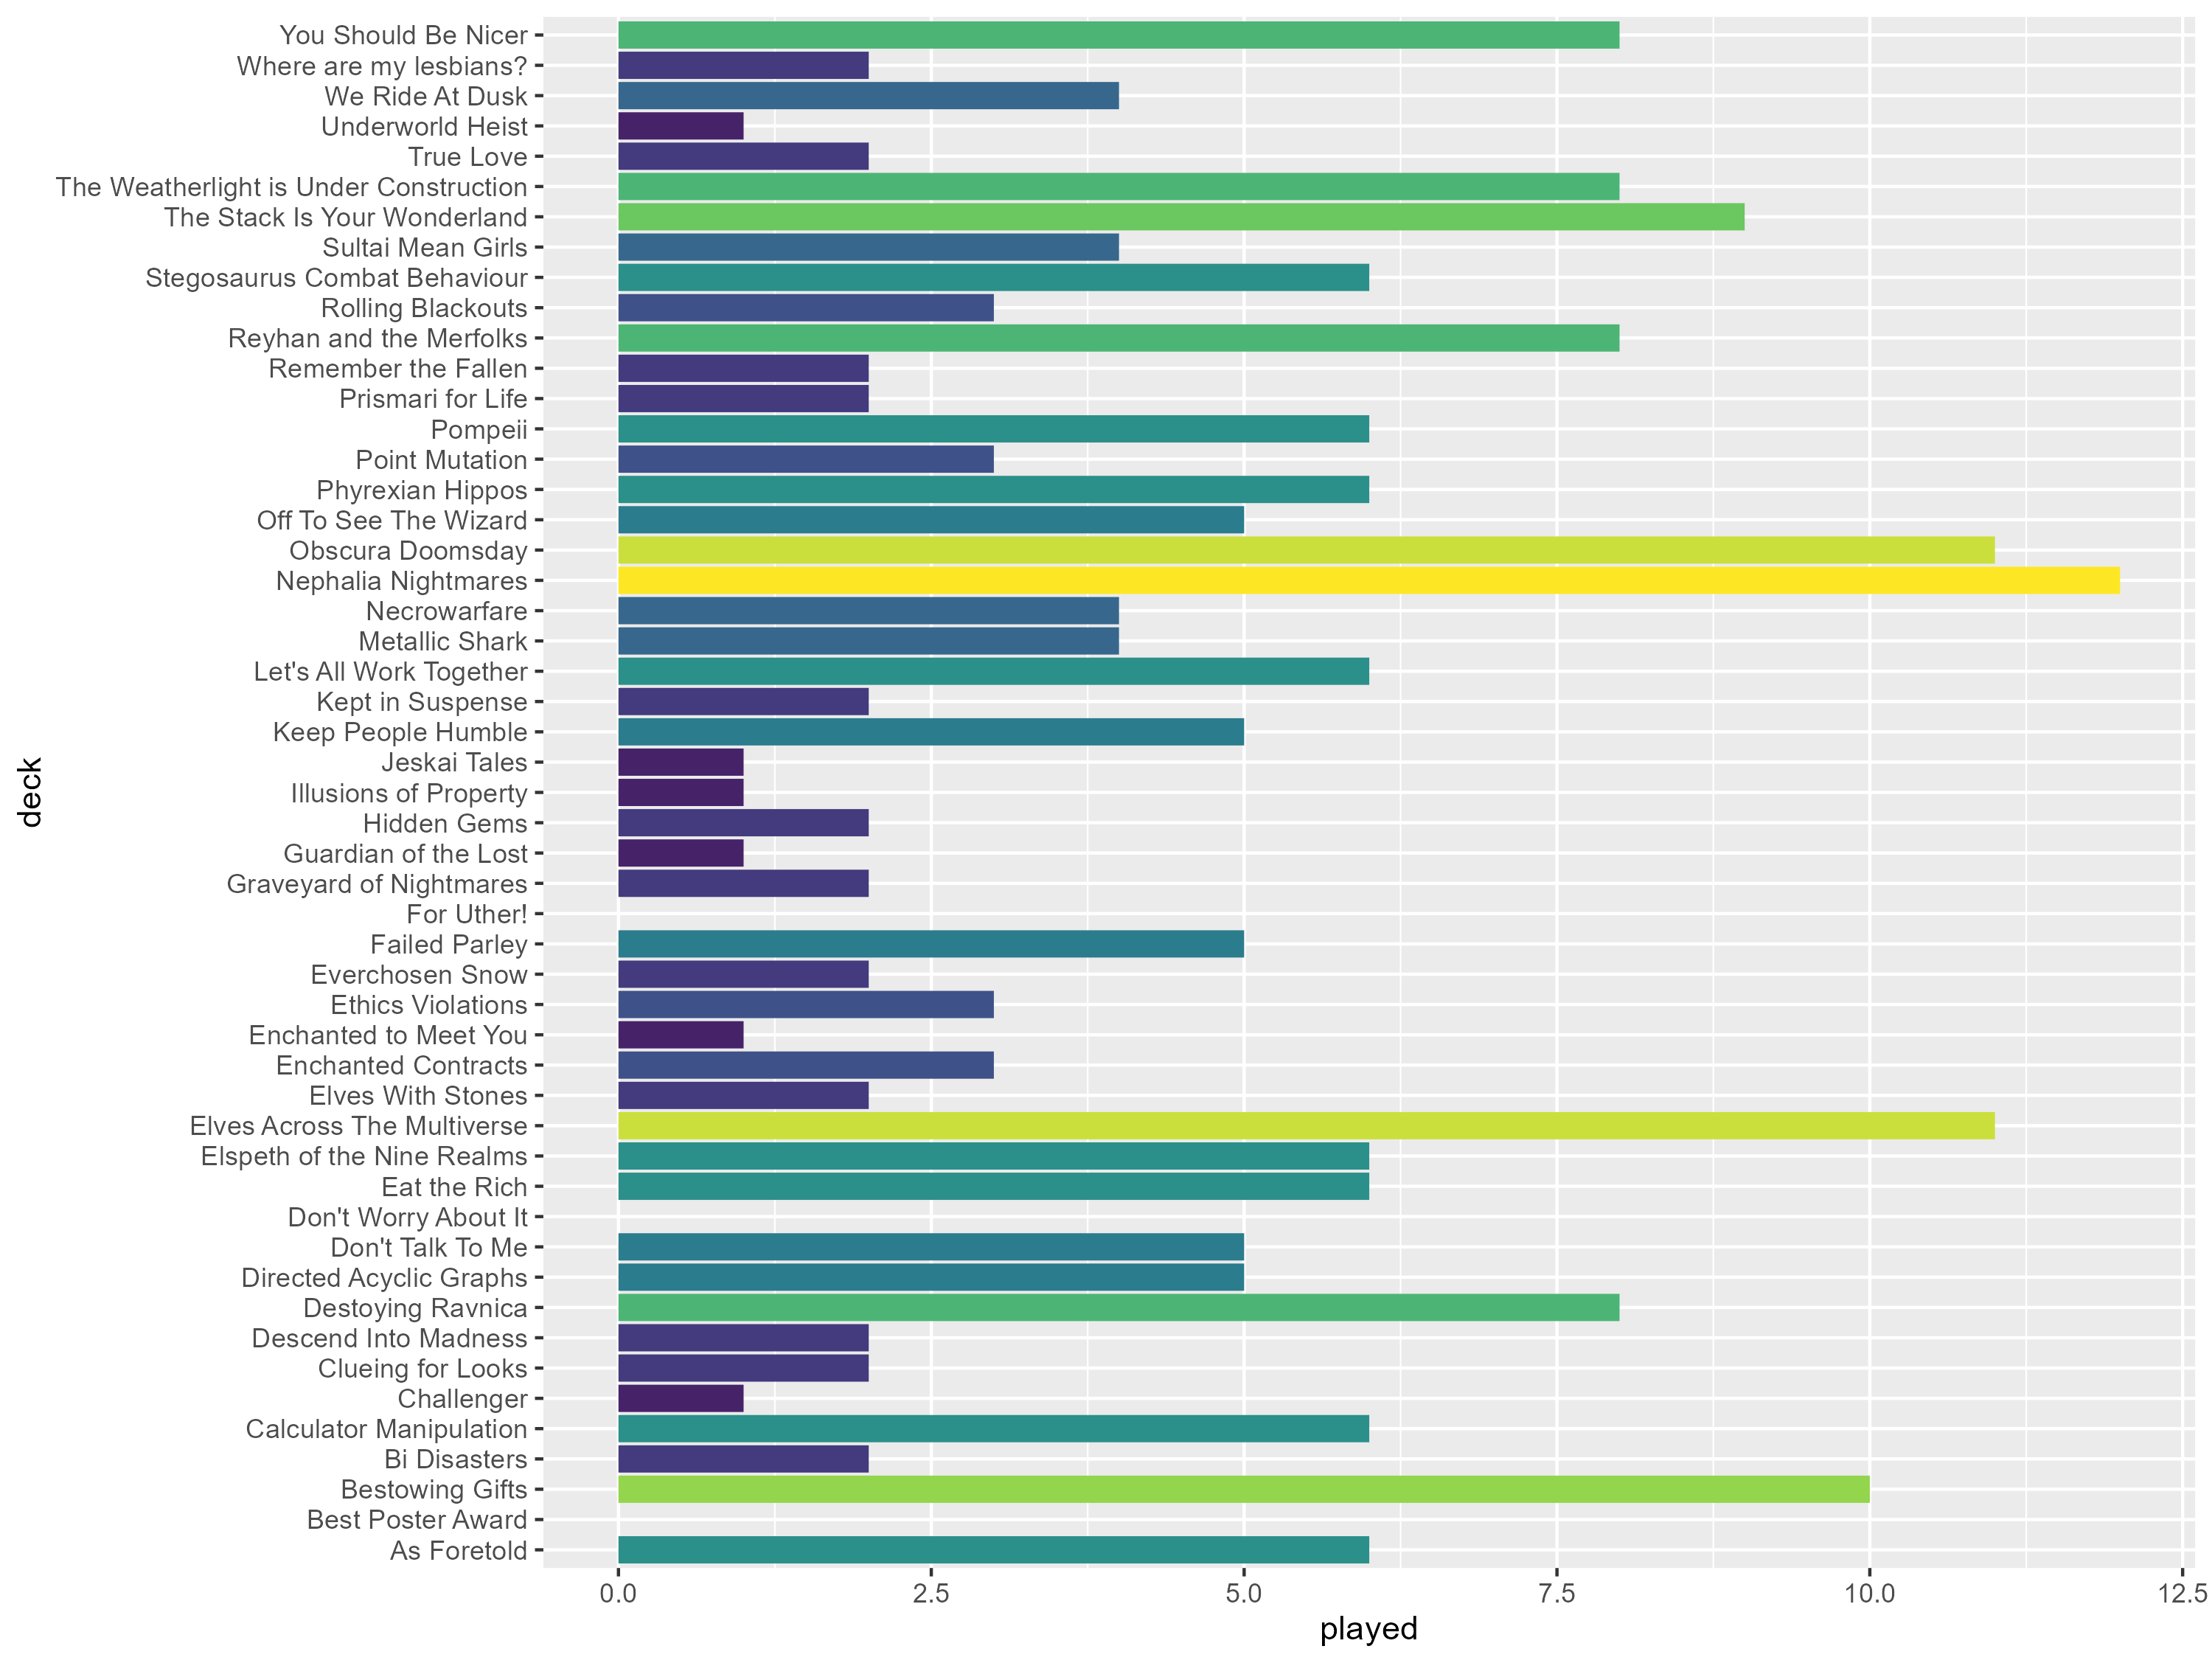 You Should Be Nicer
Where are my lesbians?
We Ride At Dusk
Underworld Heist
True Love
The Weatherlight is Under Construction
The Stack Is Your Wonderland
Sultai Mean Girls
Stegosaurus Combat Behaviour
Rolling Blackouts
Reyhan and the Merfolks
Remember the Fallen
Prismari for Life
Pompeii
Point Mutation
Phyrexian Hippos
Off To See The Wizard
Obscura Doomsday
Nephalia Nightmares
Necrowarfare
Metallic Shark
Let's All Work Together
Kept in Suspense
Keep People Humble
Jeskai Tales
Illusions of Property
Hidden Gems
Guardian of the Lost
Graveyard of Nightmares
For Uther!
Failed Parley
Everchosen Snow
Ethics Violations
Enchanted to Meet You
Enchanted Contracts
Elves With Stones
Elves Across The Multiverse
Elspeth of the Nine Realms
Eat the Rich
Don't Worry About It
Don't Talk To Me
Directed Acyclic Graphs
Destoying Ravnica
Descend Into Madness
Clueing for Looks
Challenger
Calculator Manipulation
Bi Disasters
Bestowing Gifts
Best Poster Award
As Foretold
deck
0.0 2.5 5.0 7.5 10.0 12.5
played